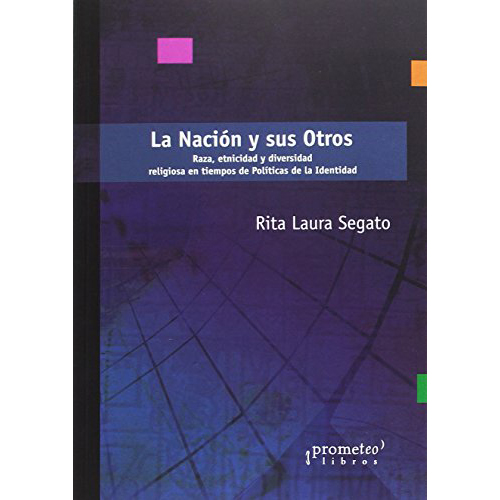 La Nación y sus Otros
Raza, etnicidad y diversidad
religiosa en tiempos de Políticas de la Identidad
Rita Laura Segato
prometeo
libros